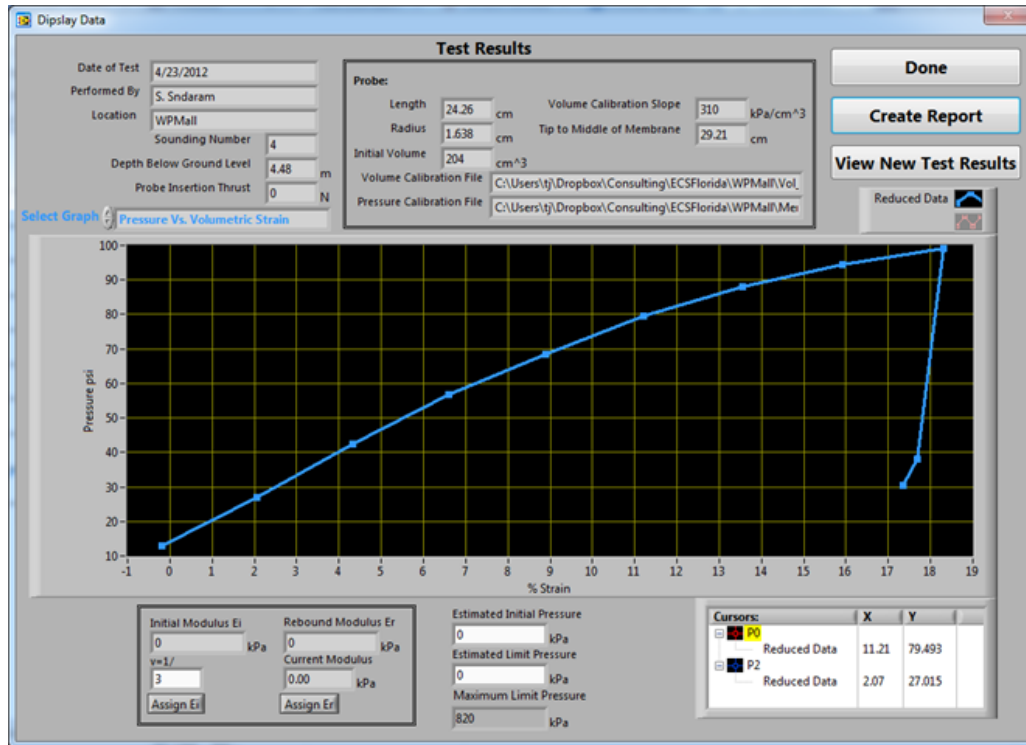 Dipslay Data
Test Results
Date of Test 4/23/2012
Performed By S. Sndaram
Location WPMall
Sounding Number 4
Depth Below Ground Level 4.48 m
Probe Insertion Thrust 0 N
Select Graph Pressure Vs. Volumetric Strain
Probe:
Length 24.26 cm
Volume Calibration Slope 310 kPa/cm^3
Radius 1.638 cm
Tip to Middle of Membrane 29.21 cm
Initial Volume 204 cm^3
Volume Calibration File C:\Users\tj\Dropbox\Consulting\ECSFlorida\WPMall\Vol_
Pressure Calibration File C:\Users\tj\Dropbox\Consulting\ECSFlorida\WPMall\Mer
Done
Create Report
View New Test Results
Reduced Data
Pressure psi
100
90
80
70
60
50
40
30
20
10
-1 0 1 2 3 4 5 6 7 8 9 10 11 12 13 14 15 16 17 18 19
% Strain
Initial Modulus Ei
0 kPa
v=1/
3
Assign Ei
Rebound Modulus Er
0 kPa
Current Modulus
0.00 kPa
Assign Er
Estimated Initial Pressure
0 kPa
Estimated Limit Pressure
0 kPa
Maximum Limit Pressure
820 kPa
Cursors: X Y
P0
Reduced Data 11.21 79.493
P2
Reduced Data 2.07 27.015